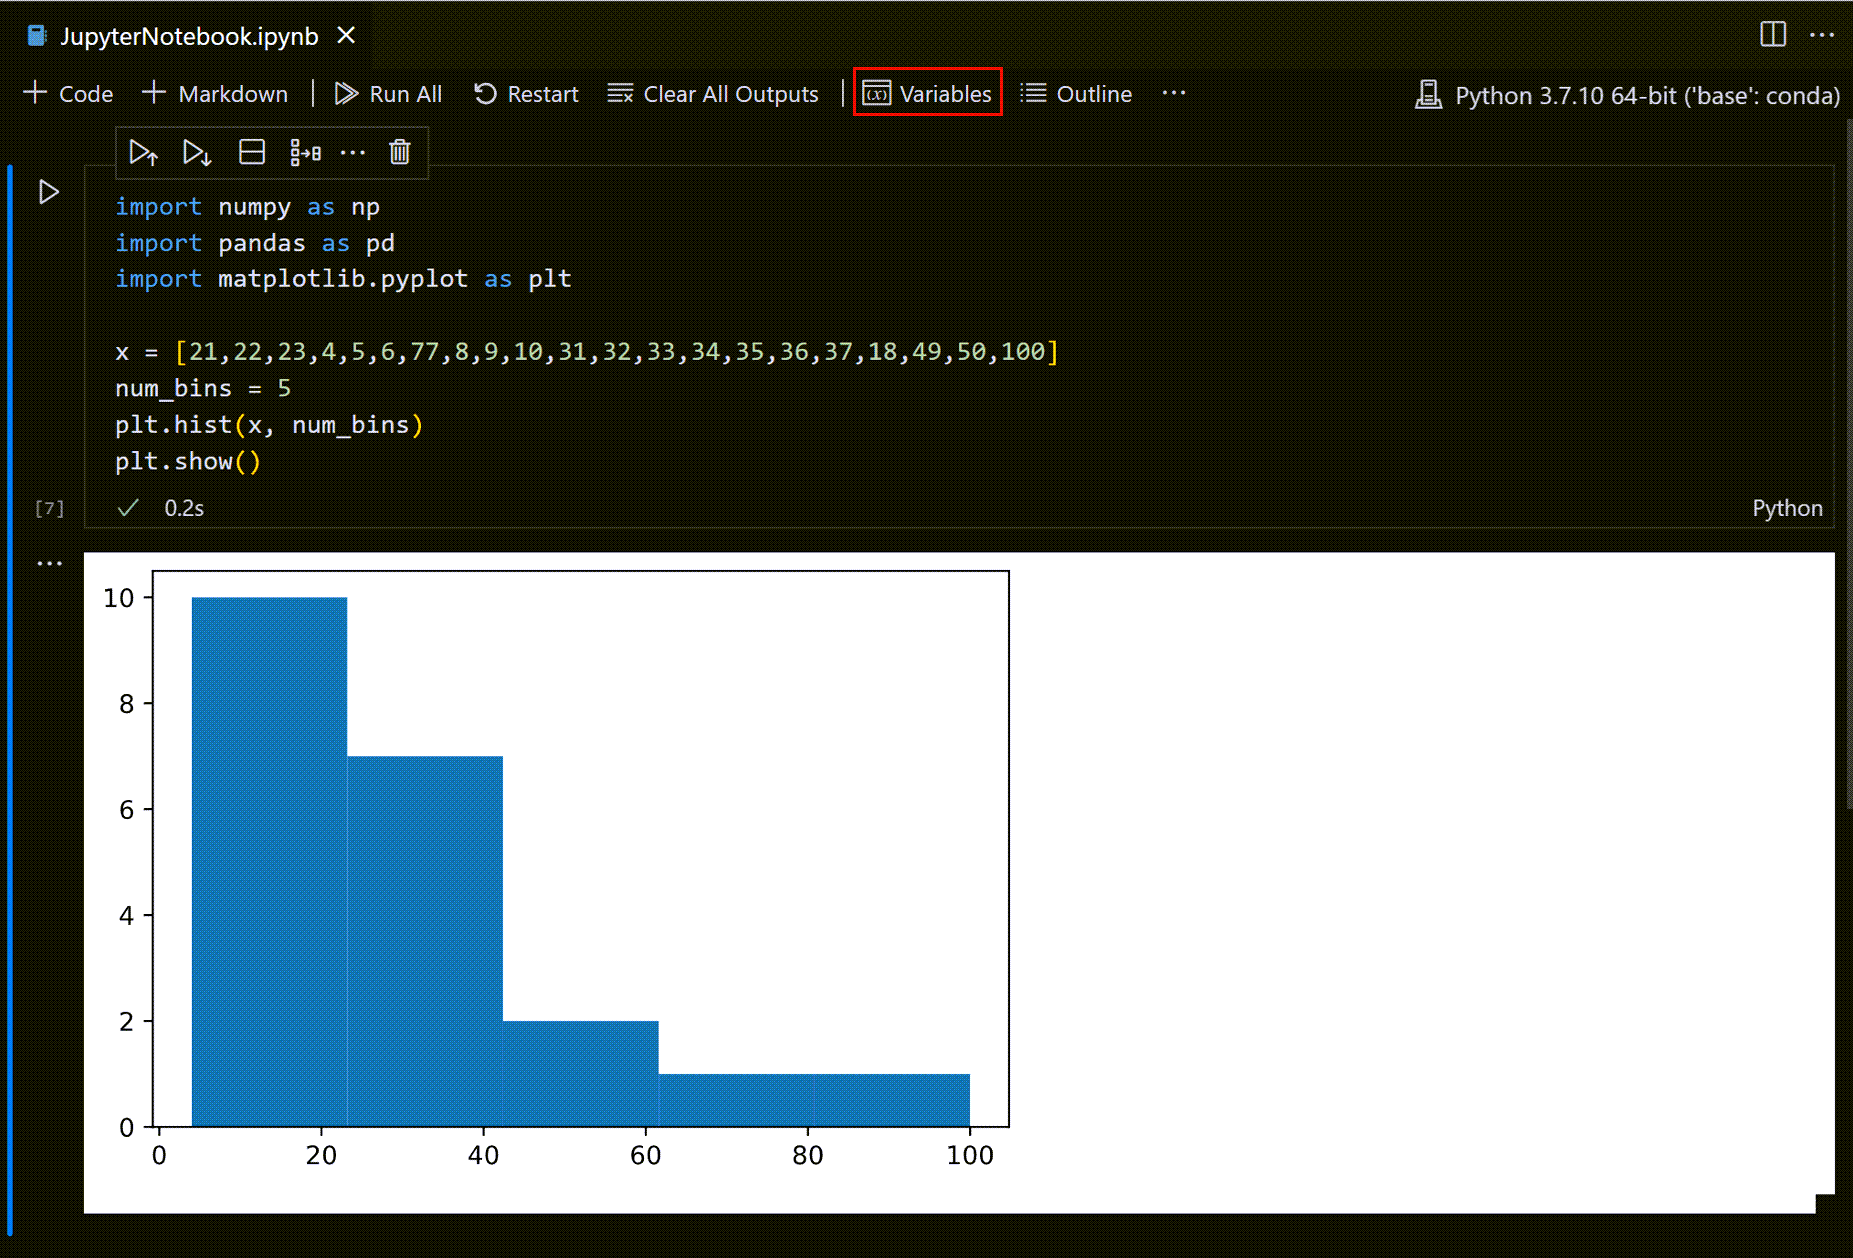 JupyterNotebook.ipynb
Code Markdown Run All Restart Clear All Outputs Variables Outline ... Python 3.7.10 64-bit ('base': conda)
import numpy as np
import pandas as pd
import matplotlib.pyplot as plt
x = [21,22,23,4,5,6,77,8,9,10,31,32,33,34,35,36,37,18,49,50,100]
num_bins = 5
plt.hist(x, num_bins)
plt.show()
[7] 0.2s Python
10
8
6
4
2
0
0 20 40 60 80 100